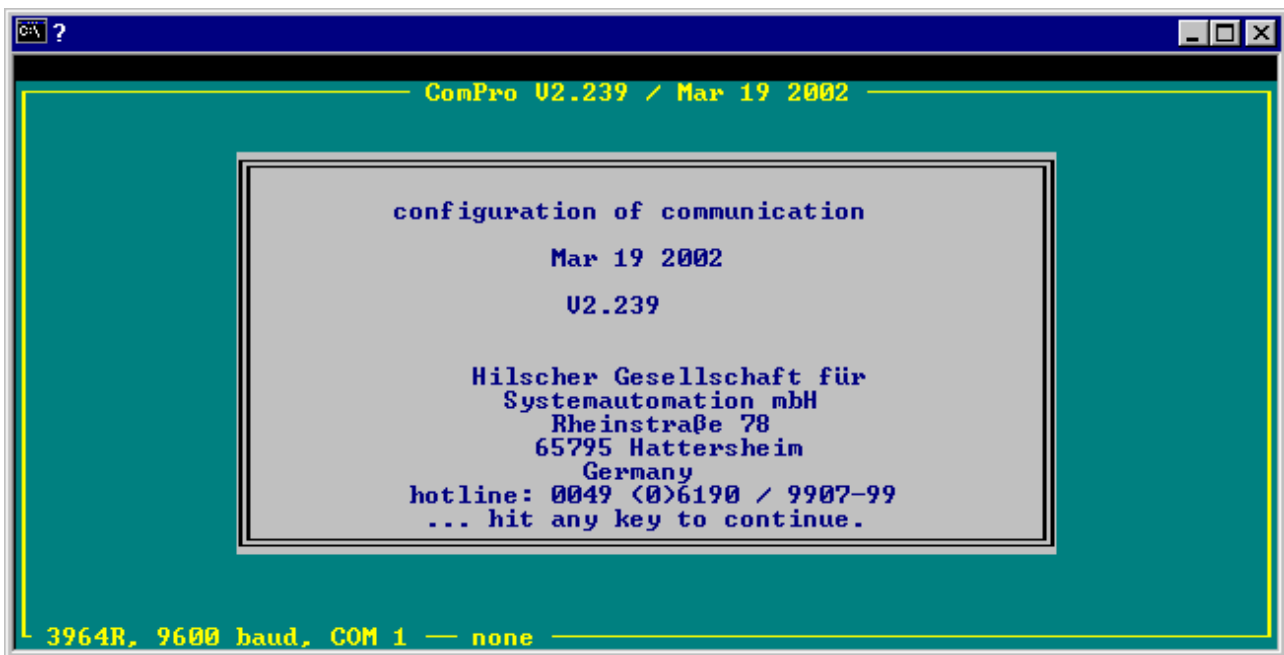 ?
ComPro V2.239 / Mar 19 2002
configuration of communication
Mar 19 2002
V2.239
Hilscher Gesellschaft für
Systemautomation mbH
Rheinstraße 78
65795 Hattersheim
Germany
hotline: 0049 (0)6190 / 9907-99
... hit any key to continue.
3964R, 9600 baud, COM 1 — none